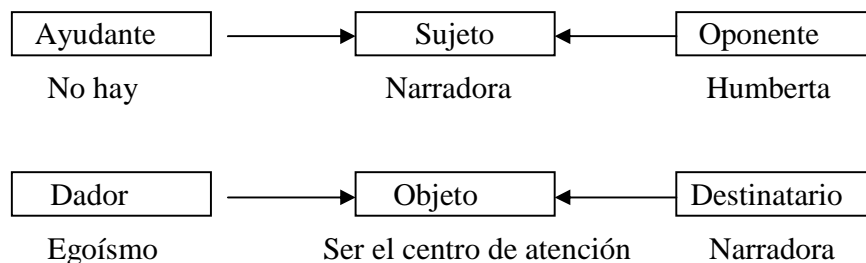 Ayudante Sujeto Oponente
No hay Narradora Humberta
Dador Objeto Destinatario
Egoísmo Ser el centro de atención Narradora